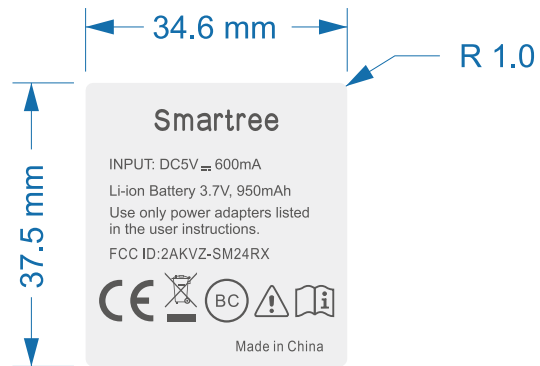 34.6 mm
R 1.0
37.5 mm
Smartree
INPUT: DC5V ⎓ 600mA
Li-ion Battery 3.7V, 950mAh
Use only power adapters listed
in the user instructions.
FCC ID:2AKVZ-SM24RX
CE BC
Made in China